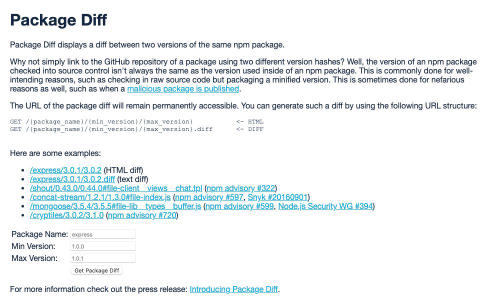 Package Diff
Package Diff displays a diff between two versions of the same npm package.
Why not simply link to the GitHub repository of a package using two different version hashes? Well, the version of an npm package
checked into source control isn't always the same as the version used inside of an npm package. This is commonly done for well-
intending reasons, such as checking in raw source code but packaging a minified version. This is sometimes done for nefarious
reasons as well, such as when a malicious package is published.
The URL of the package diff will remain permanently accessible. You can generate such a diff by using the following URL structure:
GET /{package_name}/{min_version}/{max_version} <- HTML
GET /{package_name}/{min_version}/{max_version}.diff <- DIFF
Here are some examples:
• /express/3.0.1/3.0.2 (HTML diff)
• /express/3.0.1/3.0.2.diff (text diff)
• /shout/0.43.0/0.44.0#file-client__views__chat.tpl (npm advisory #322)
• /concat-stream/1.2.1/1.3.0#file-index.js (npm advisory #597, Snyk #20160901)
• /mongoose/3.5.4/3.5.5#file-lib__types__buffer.js (npm advisory #599, Node.js Security WG #394)
• /cryptiles/3.0.2/3.1.0 (npm advisory #720)
Package Name: express
Min Version: 1.0.0
Max Version: 1.0.1
Get Package Diff
For more information check out the press release: Introducing Package Diff.